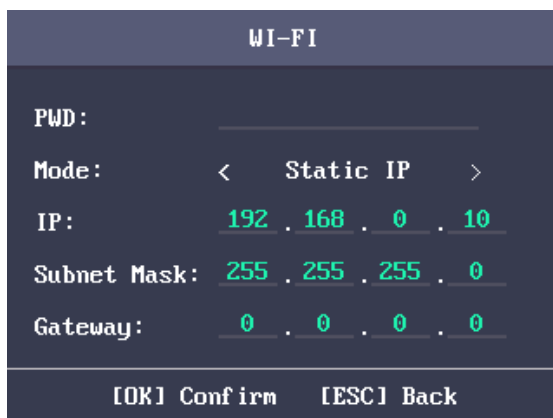 WI-FI
PWD:
Mode: < Static IP >
IP: 192 . 168 . 0 . 10
Subnet Mask: 255 . 255 . 255 . 0
Gateway: 0 . 0 . 0 . 0
[OK] Confirm [ESC] Back